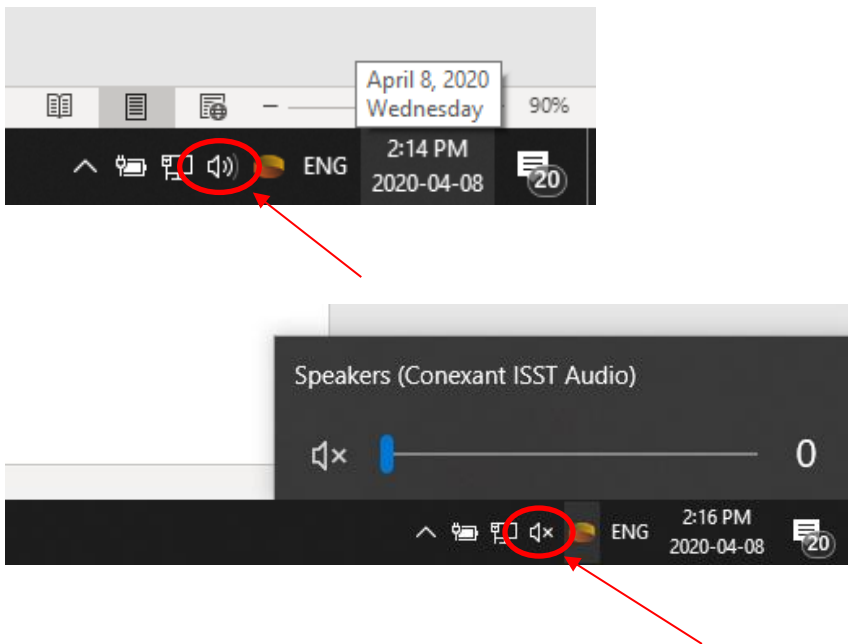 April 8, 2020
Wednesday
90%
ENG
2:14 PM
2020-04-08
20
Speakers (Conexant ISST Audio)
0
ENG
2:16 PM
2020-04-08
20